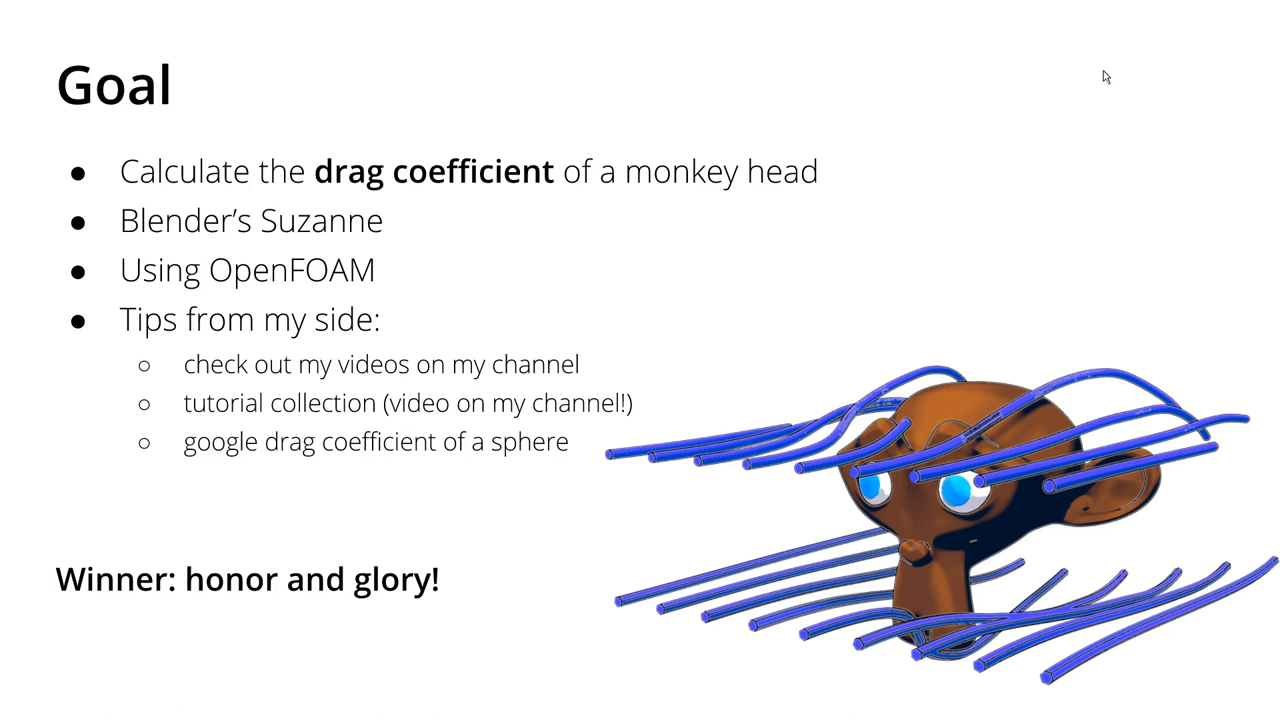 Goal
● Calculate the drag coefficient of a monkey head
● Blender’s Suzanne
● Using OpenFOAM
● Tips from my side:
○ check out my videos on my channel
○ tutorial collection (video on my channel!)
○ google drag coefficient of a sphere
Winner: honor and glory!